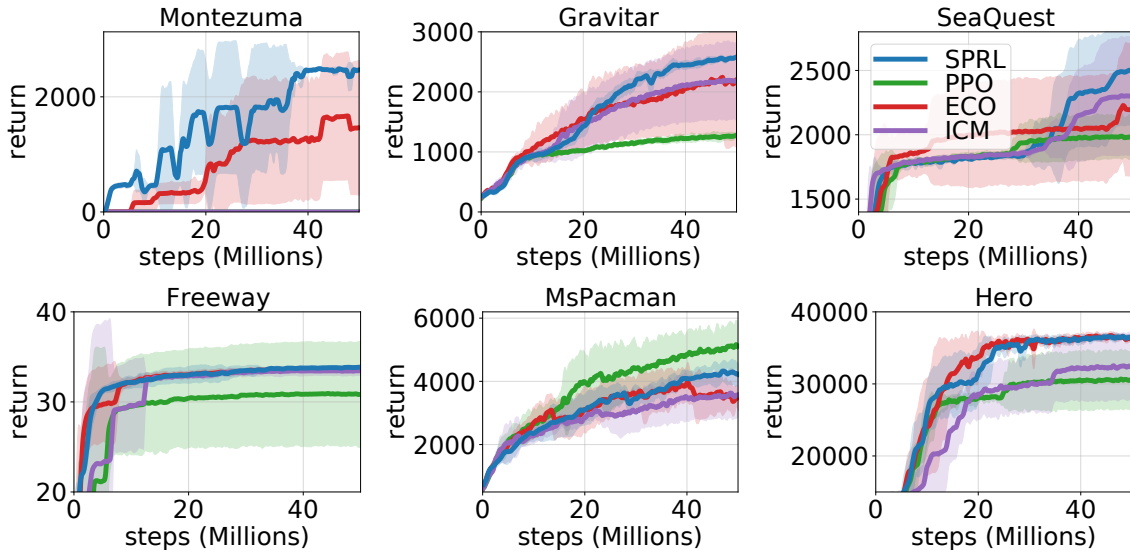 Montezuma
return
2000
0
0
20
40
steps (Millions)
Gravitar
return
3000
2000
1000
0
0
20
40
steps (Millions)
SeaQuest
return
2500
2000
1500
SPRL
PPO
ECO
ICM
0
20
40
steps (Millions)
Freeway
return
40
30
20
0
20
40
steps (Millions)
MsPacman
return
6000
4000
2000
0
20
40
steps (Millions)
Hero
return
40000
30000
20000
0
20
40
steps (Millions)